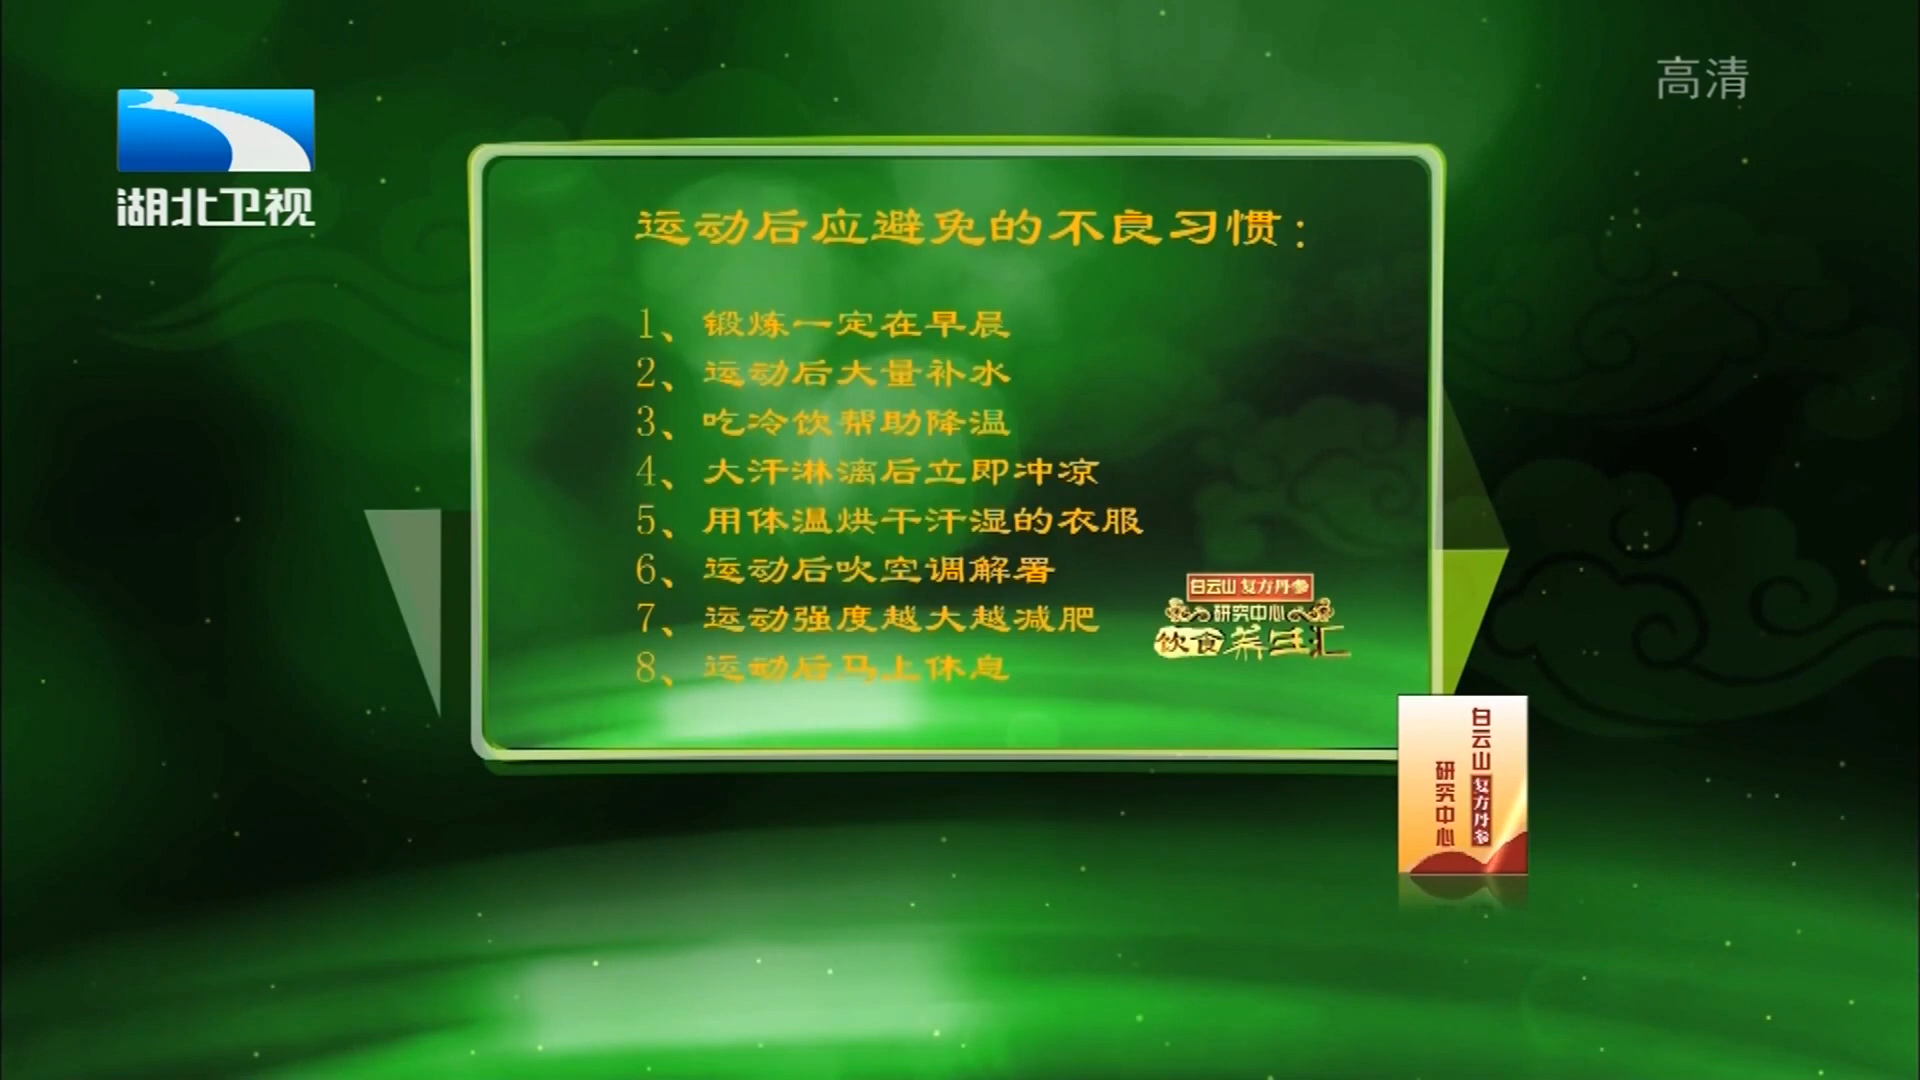 高清
湖北卫视
运动后应避免的不良习惯：
1、锻炼一定在早晨
2、运动后大量补水
3、吃冷饮帮助降温
4、大汗淋漓后立即冲凉
5、用体温烘干汗湿的衣服
6、运动后吹空调解署
7、运动强度越大越减肥
8、运动后马上休息
白云山复方丹参
研究中心
饮食养生汇
白云山复方丹参
研究中心